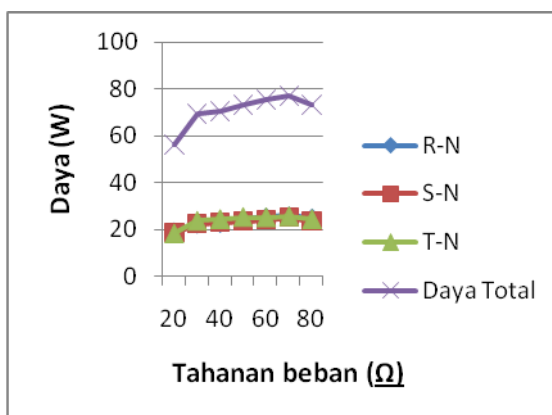 100
80
60
40
20
0
Daya (W)
20 40 60 80
Tahanan beban (Ω)
R-N
S-N
T-N
Daya Total